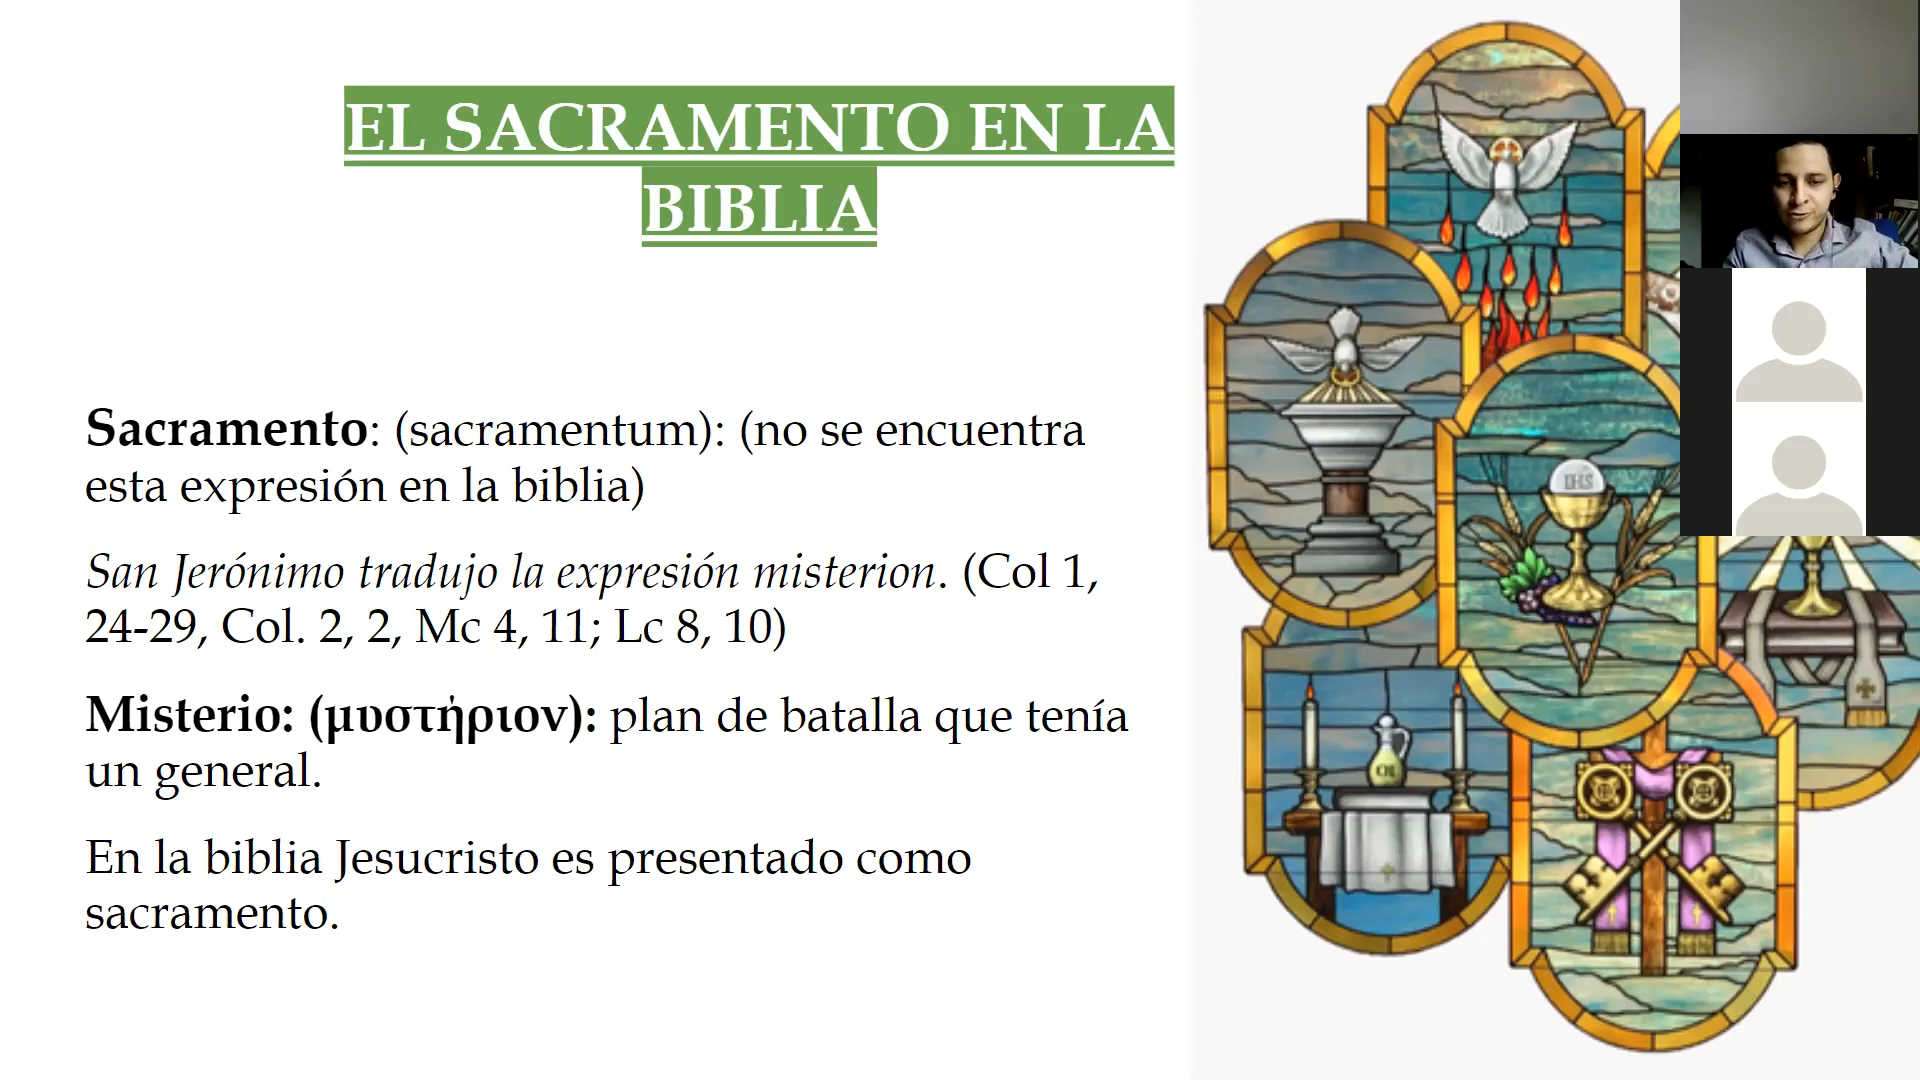 EL SACRAMENTO EN LA
BIBLIA
Sacramento: (sacramentum): (no se encuentra
esta expresión en la biblia)
San Jerónimo tradujo la expresión misterion. (Col 1,
24-29, Col. 2, 2, Mc 4, 11; Lc 8, 10)
Misterio: (μυστήριον): plan de batalla que tenía
un general.
En la biblia Jesucristo es presentado como
sacramento.
IHS